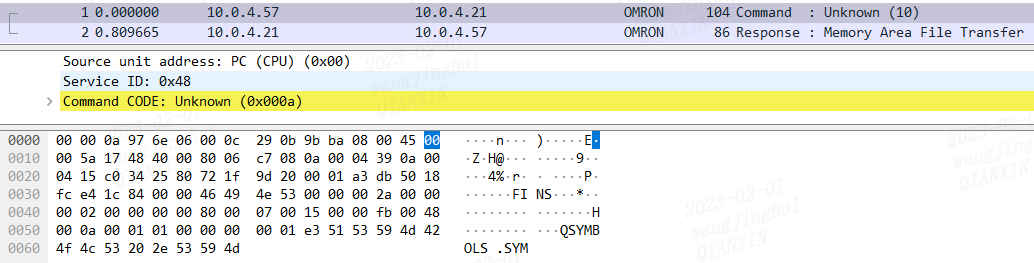 1 0.000000 10.0.4.57 10.0.4.21 OMRON 104 Command : Unknown (10)
2 0.809665 10.0.4.21 10.0.4.57 OMRON 86 Response : Memory Area File Transfer
Source unit address: PC (CPU) (0x00)
Service ID: 0x48
Command CODE: Unknown (0x000a)
0000 00 00 0a 97 6e 06 00 0c 29 0b 9b ba 08 00 45 00 ····n··· )·····E·
0010 00 5a 17 48 40 00 80 06 c7 08 0a 00 04 39 0a 00 ·Z·H@··· ·····9··
0020 04 15 c0 34 25 80 72 1f 9d 20 00 01 a3 db 50 18 ···4%·r· · ····P·
0030 fc e4 1c 84 00 00 46 49 4e 53 00 00 00 2a 00 00 ······FI NS···*··
0040 00 02 00 00 00 00 80 00 07 00 15 00 00 fb 00 48 ········ ·······H
0050 00 0a 00 01 01 00 00 00 00 01 e3 51 53 59 4d 42 ········ ···QSYMB
0060 4f 4c 53 20 2e 53 59 4d OLS .SYM
2023-02-01
wangjinghui
QIANXIN
2023-02-01
wangjinghui
QIANXIN